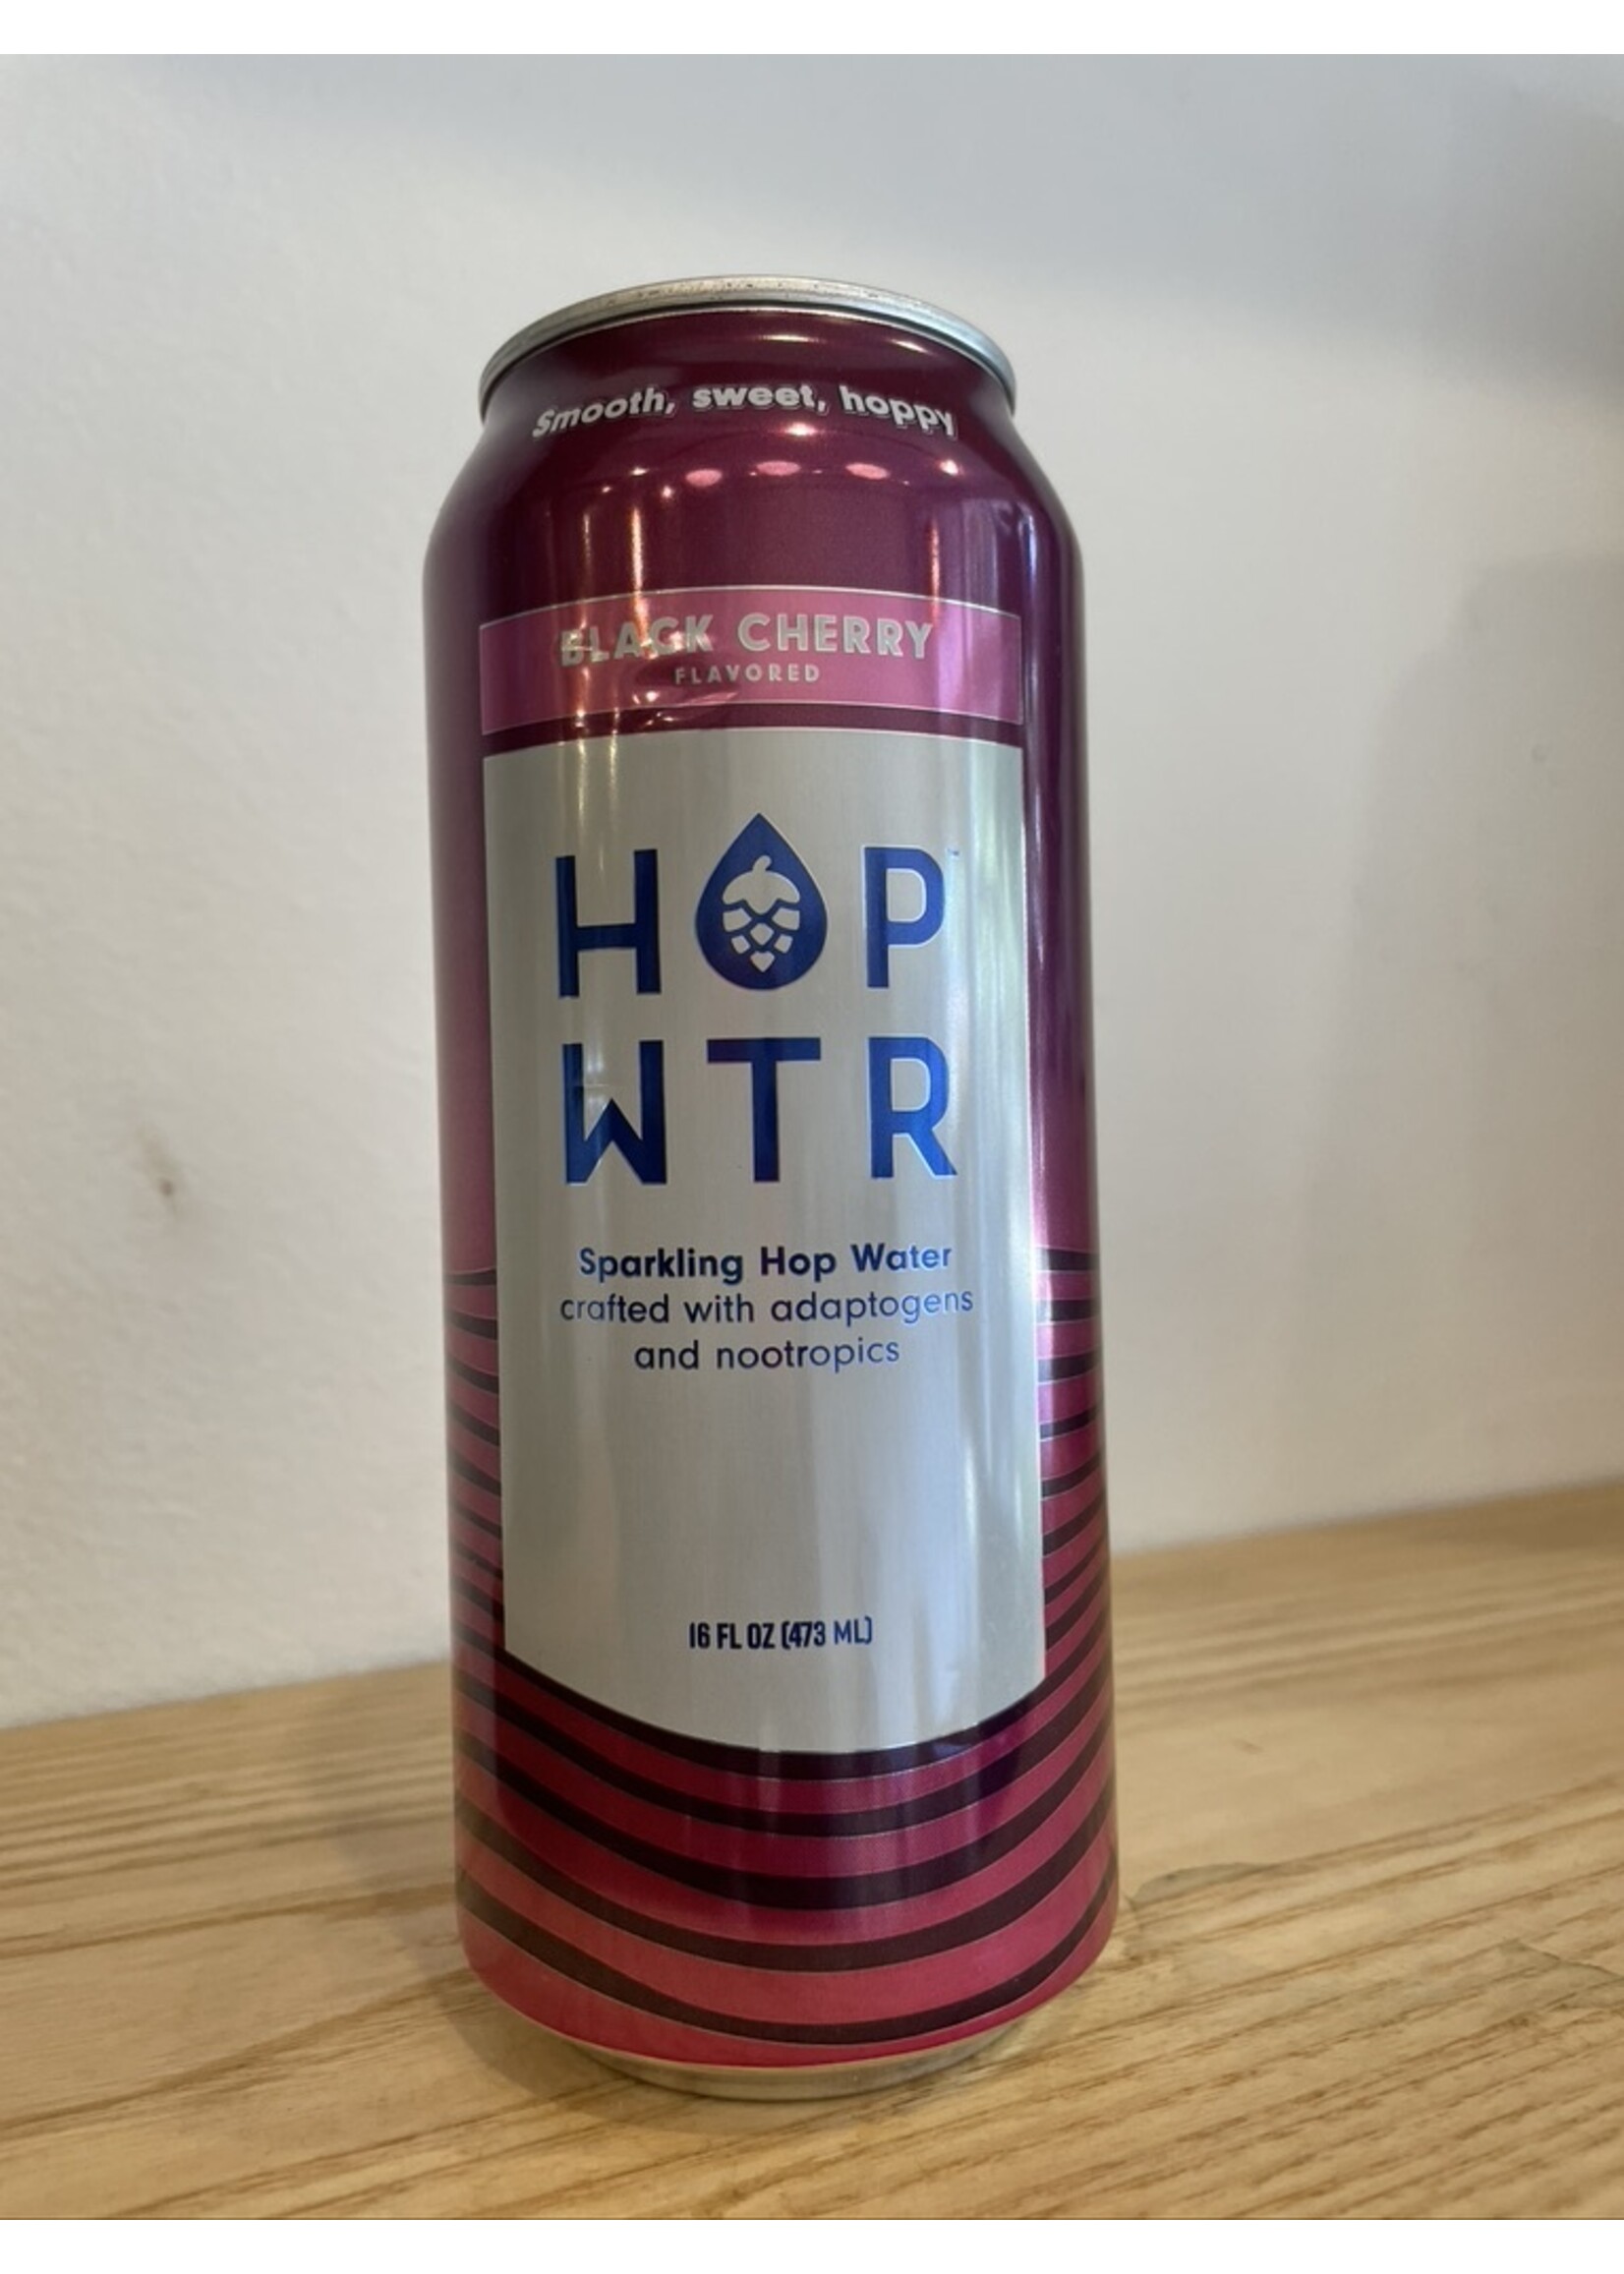 Smooth, sweet, hoppy
BLACK CHERRY
FLAVORED
HOP™
WTR
Sparkling Hop Water
crafted with adaptogens
and nootropics
16 FL OZ (473 ML)